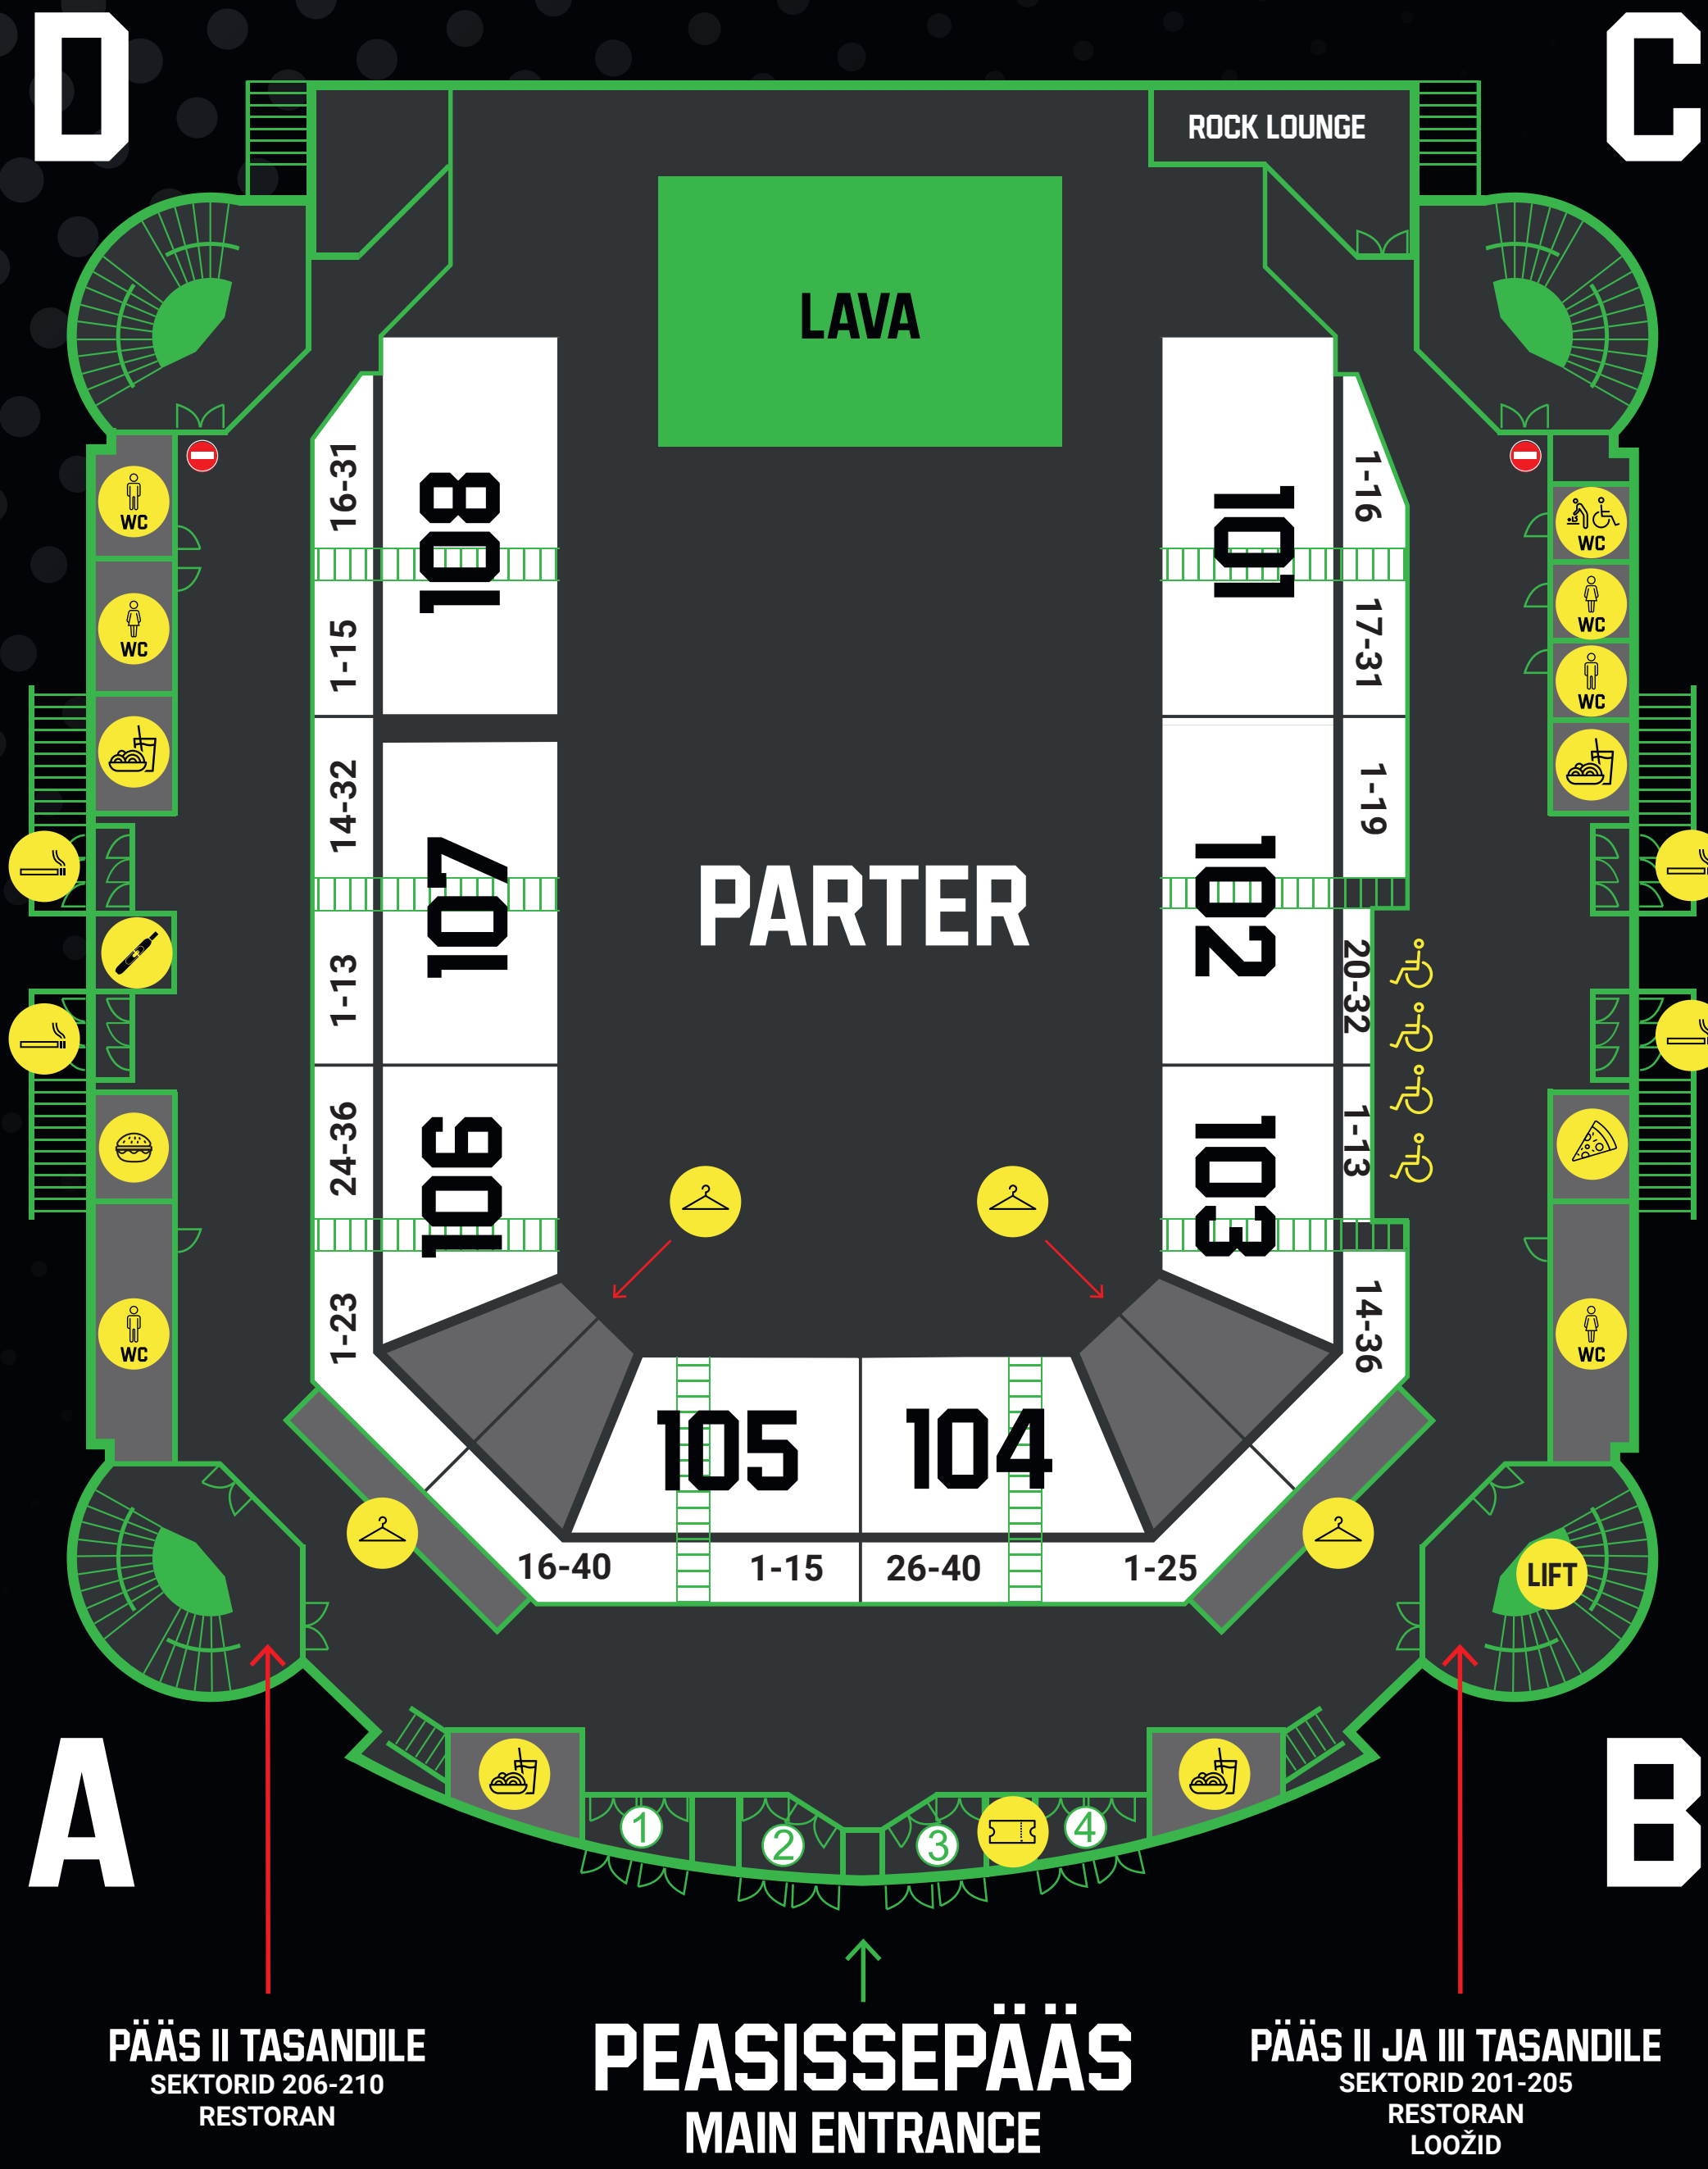 D
C
ROCK LOUNGE
LAVA
108
101
16-31
1-16
WC
WC
1-15
17-31
WC
WC
WC
14-32
1-19
107
PARTER
102
1-13
20-32
106
103
24-36
1-13
1-23
14-36
WC
WC
105
104
16-40
1-15
26-40
1-25
LIFT
A
B
1
2
3
4
PÄÄS II TASANDILE
SEKTORID 206-210
RESTORAN
PEASISSEPÄÄS
MAIN ENTRANCE
PÄÄS II JA III TASANDILE
SEKTORID 201-205
RESTORAN
LOOŽID